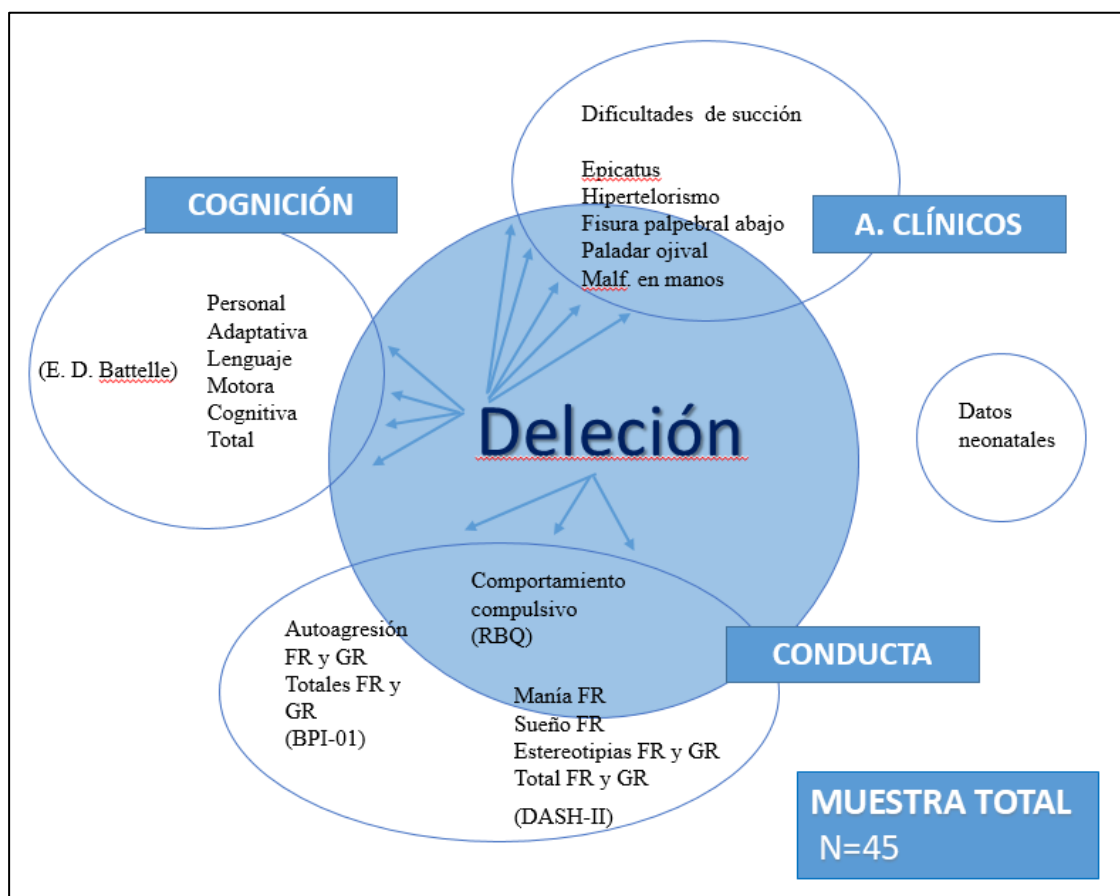 Dificultades de succión
Epicatus
Hipertelorismo
Fisura palpebral abajo
Paladar ojival
Malf. en manos
COGNICIÓN
A. CLÍNICOS
Personal
Adaptativa
(E. D. Battelle)
Lenguaje
Motora
Cognitiva
Total
Deleción
Datos
neonatales
Comportamiento
compulsivo
(RBQ)
Autoagresión
FR y GR
Totales FR y
GR
(BPI-01)
CONDUCTA
Manía FR
Sueño FR
Estereotipias FR y GR
Total FR y GR
(DASH-II)
MUESTRA TOTAL
N=45